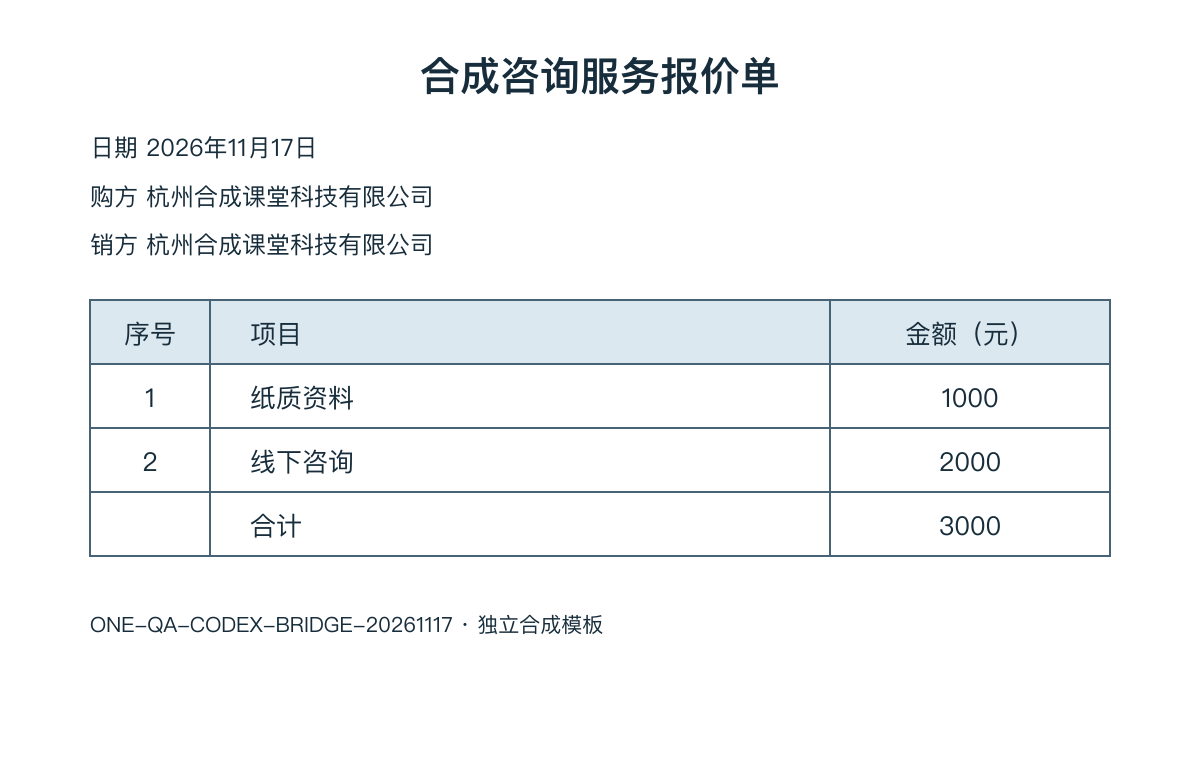 合成咨询服务报价单
日期 2026年11月17日
购方 杭州合成课堂科技有限公司
销方 杭州合成课堂科技有限公司
序号 项目 金额（元）
1 纸质资料 1000
2 线下咨询 2000
合计 3000
ONE-QA-CODEX-BRIDGE-20261117 · 独立合成模板